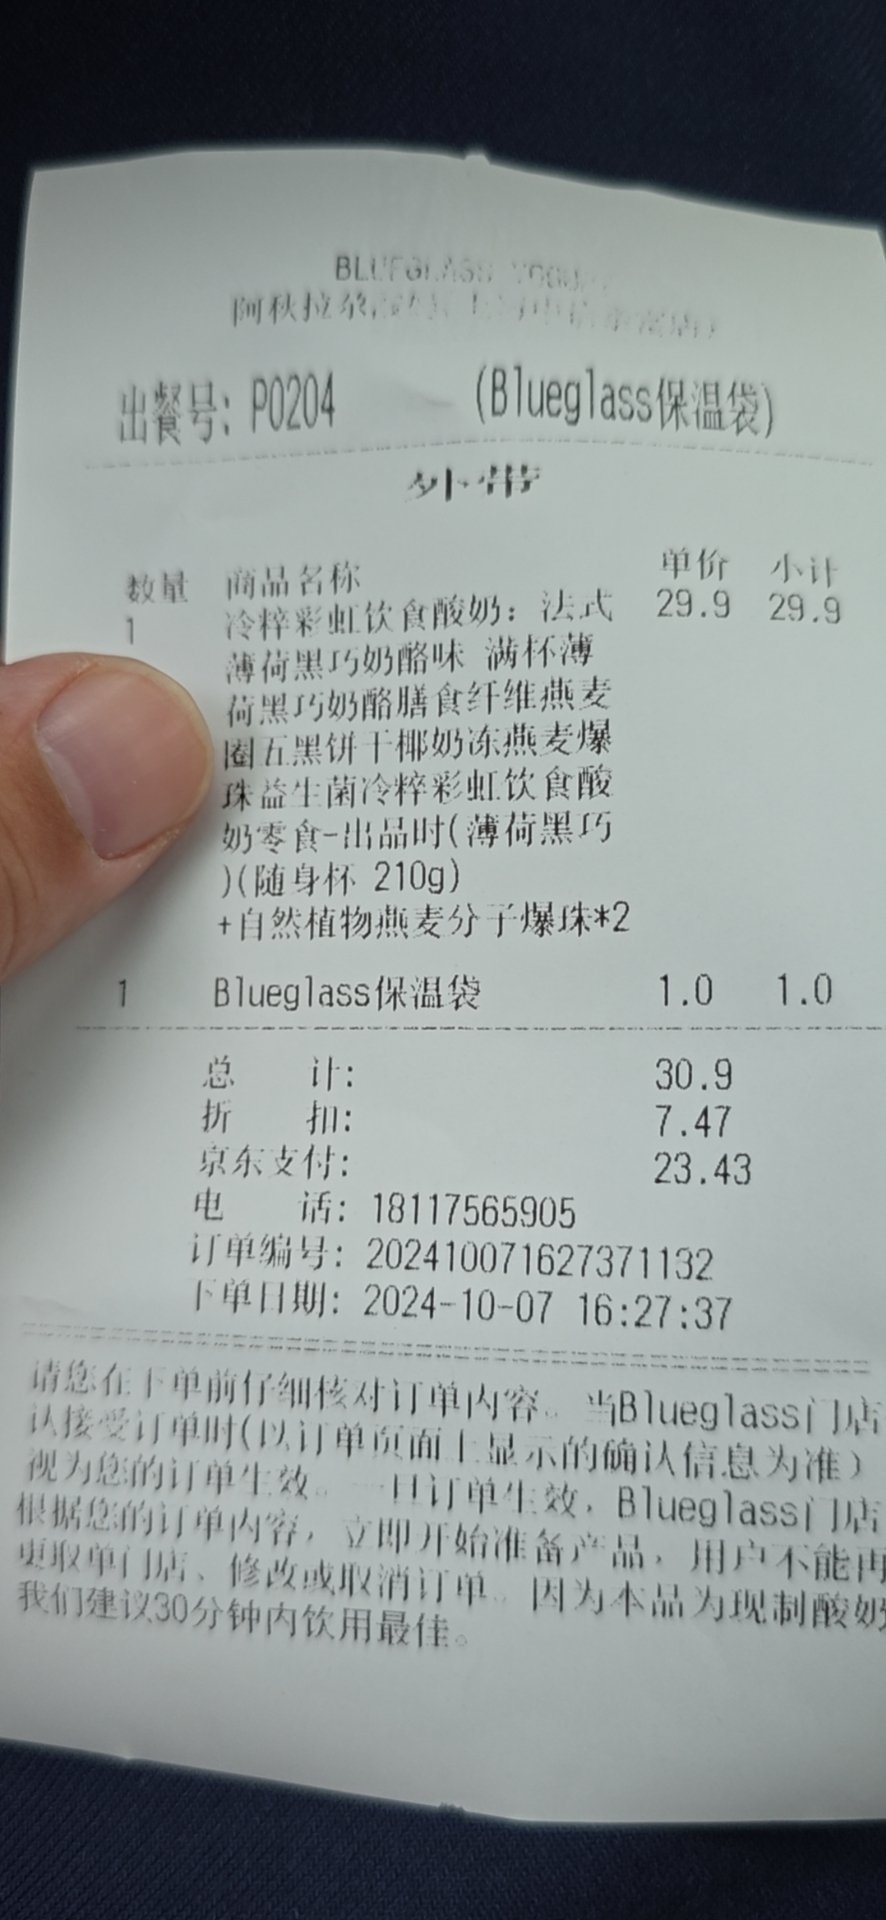 BLUEGLASS
阿秋拉尕
出餐号: P0204 (Blueglass保温袋)
外带
数量 商品名称 单价 小计
1 冷粹彩虹饮食酸奶：法式 29.9 29.9
薄荷黑巧奶酪味 满杯薄
荷黑巧奶酪膳食纤维燕麦
圈五黑饼干椰奶冻燕麦爆
珠益生菌冷粹彩虹饮食酸
奶零食-出品时(薄荷黑巧
)(随身杯 210g)
+自然植物燕麦分子爆珠*2
1 Blueglass保温袋 1.0 1.0
总 计: 30.9
折 扣: 7.47
京东支付: 23.43
电 话: 18117565905
订单编号: 202410071627371132
下单日期: 2024-10-07 16:27:37
请您在下单前仔细核对订单内容。当Blueglass门店
认接受订单时(以订单页面上显示的确认信息为准)
视为您的订单生效。一旦订单生效，Blueglass门店
根据您的订单内容，立即开始准备产品，用户不能再
更取单门店、修改或取消订单。因为本品为现制酸奶
我们建议30分钟内饮用最佳。